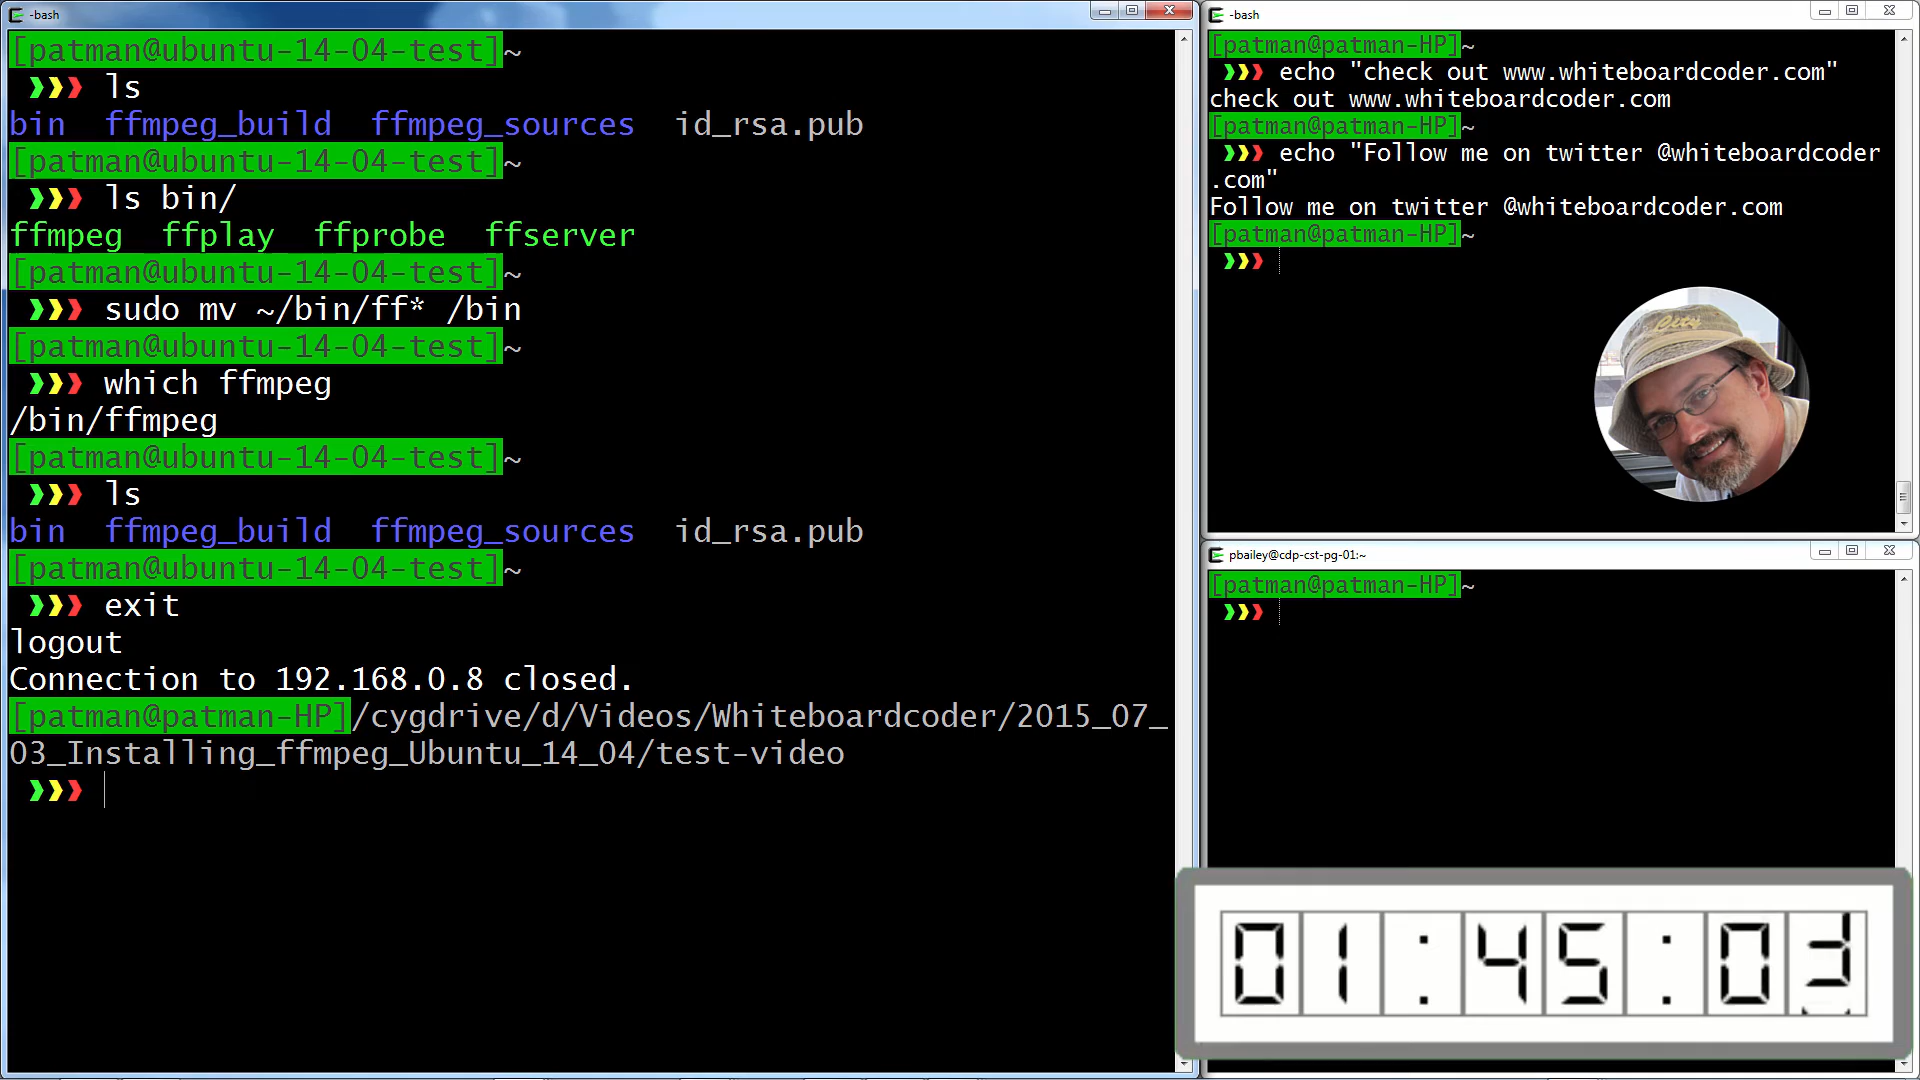 -bash
[patman@ubuntu-14-04-test]~
❯❯❯ ls
bin  ffmpeg_build  ffmpeg_sources  id_rsa.pub
[patman@ubuntu-14-04-test]~
❯❯❯ ls bin/
ffmpeg  ffplay  ffprobe  ffserver
[patman@ubuntu-14-04-test]~
❯❯❯ sudo mv ~/bin/ff* /bin
[patman@ubuntu-14-04-test]~
❯❯❯ which ffmpeg
/bin/ffmpeg
[patman@ubuntu-14-04-test]~
❯❯❯ ls
bin  ffmpeg_build  ffmpeg_sources  id_rsa.pub
[patman@ubuntu-14-04-test]~
❯❯❯ exit
logout
Connection to 192.168.0.8 closed.
[patman@patman-HP]/cygdrive/d/Videos/Whiteboardcoder/2015_07_
03_Installing_ffmpeg_Ubuntu_14_04/test-video
❯❯❯
-bash
[patman@patman-HP]~
❯❯❯ echo "check out www.whiteboardcoder.com"
check out www.whiteboardcoder.com
[patman@patman-HP]~
❯❯❯ echo "Follow me on twitter @whiteboardcoder
.com"
Follow me on twitter @whiteboardcoder.com
[patman@patman-HP]~
❯❯❯
City
pbailey@cdp-cst-pg-01:~
[patman@patman-HP]~
❯❯❯
01:45:03